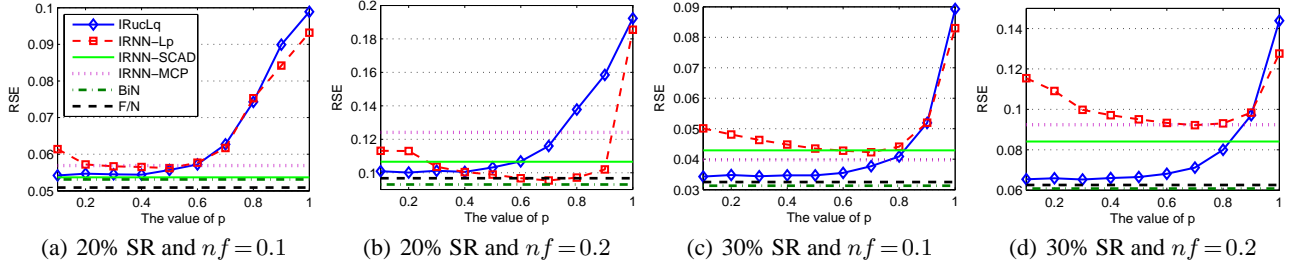 0.1
0.09
0.08
0.07
0.06
0.05
RSE
IRucLq
IRNN−Lp
IRNN−SCAD
IRNN−MCP
BiN
F/N
0.2 0.4 0.6 0.8 1
The value of p
(a) 20% SR and nf=0.1
0.2
0.18
0.16
0.14
0.12
0.1
RSE
0.2 0.4 0.6 0.8 1
The value of p
(b) 20% SR and nf=0.2
0.09
0.08
0.07
0.06
0.05
0.04
0.03
RSE
0.2 0.4 0.6 0.8 1
The value of p
(c) 30% SR and nf=0.1
0.14
0.12
0.1
0.08
0.06
RSE
0.2 0.4 0.6 0.8 1
The value of p
(d) 30% SR and nf=0.2